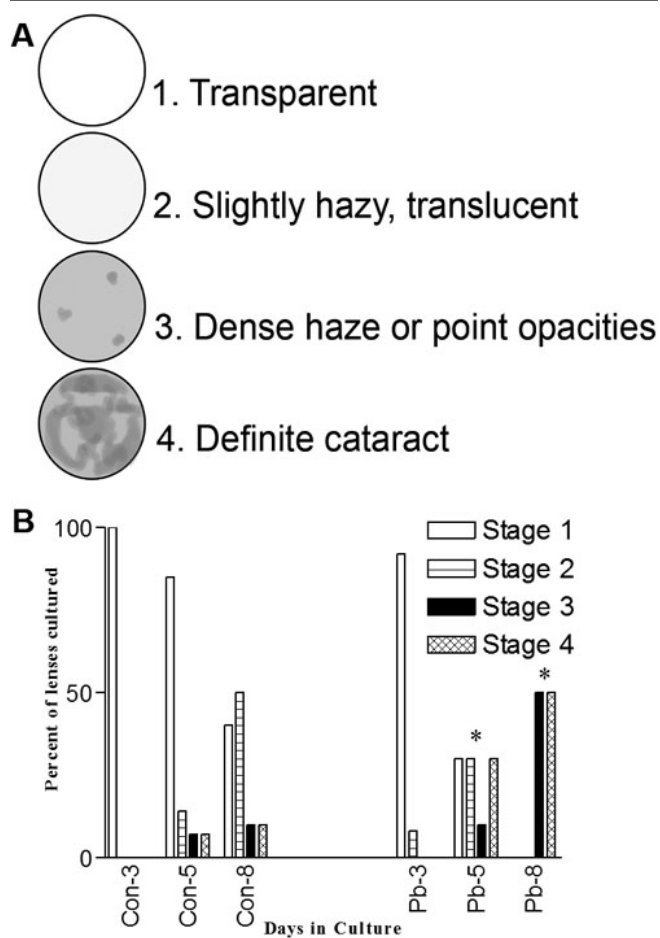 A
1. Transparent
2. Slightly hazy, translucent
3. Dense haze or point opacities
4. Definite cataract
B
Percent of lenses cultured
100
50
0
Stage 1
Stage 2
Stage 3
Stage 4
*
*
Con-3
Con-5
Con-8
Pb-3
Pb-5
Pb-8
Days in Culture